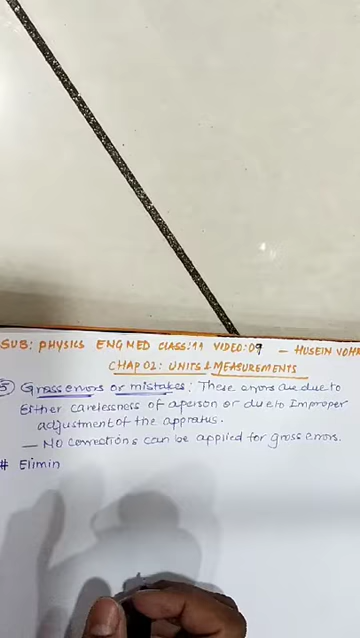 SUB: PHYSICS ENG MED CLASS:11 VIDEO:09 - HUSEIN VOHR
CHAP 02: UNITS & MEASUREMENTS
5) Gross errors or mistakes: These errors are due to
Either carelessness of a person or due to Improper
adjustment of the appratus.
- No corrections can be applied for gross errors.
# Elimin